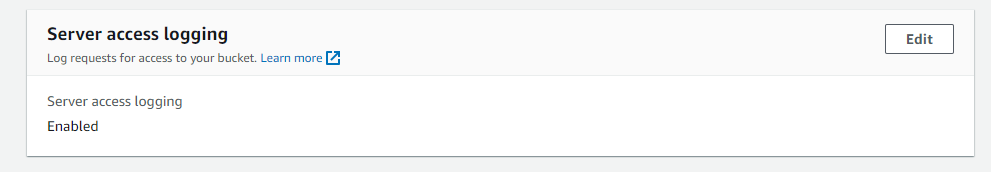 Server access logging
Edit
Log requests for access to your bucket. Learn more
Server access logging
Enabled